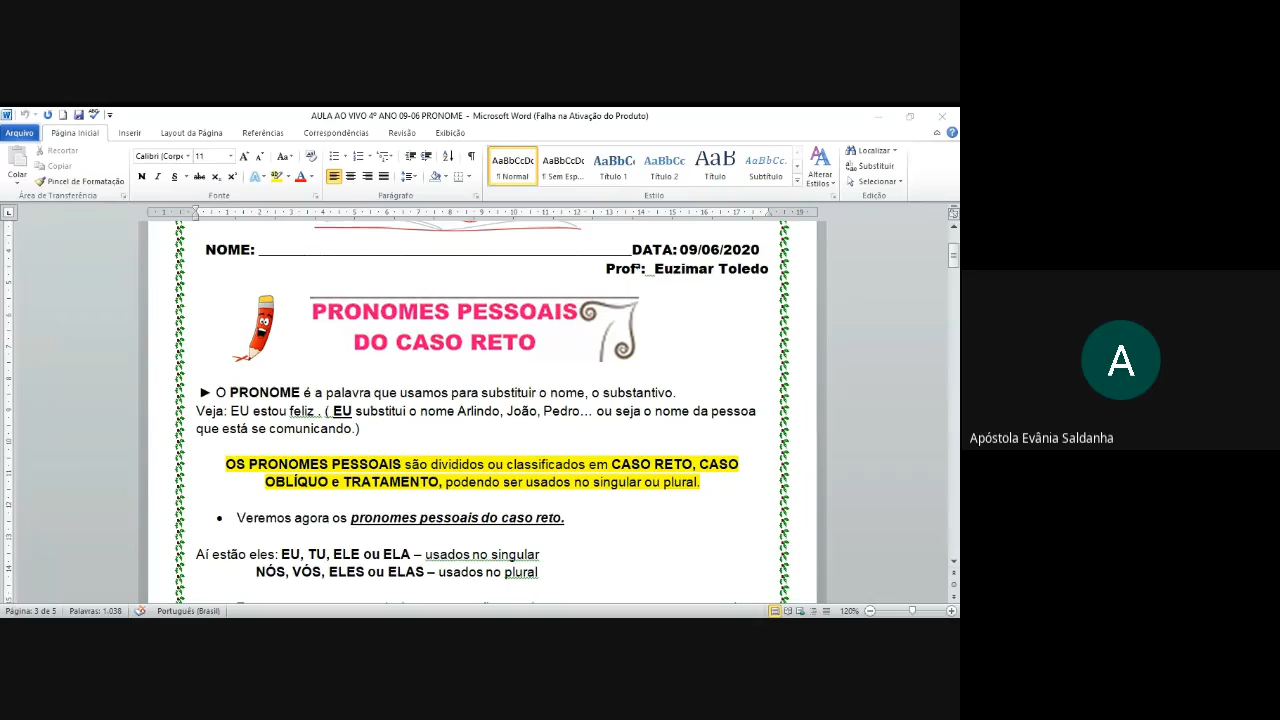 AULA AO VIVO 4º ANO 09-06 PRONOME - Microsoft Word (Falha na Ativação do Produto)
Arquivo Página Inicial Inserir Layout da Página Referências Correspondências Revisão Exibição
Colar
Recortar
Copiar
Pincel de Formatação
Área de Transferência
Calibri (Corpo 11
N I S abc x₂ x²
Fonte
Parágrafo
AaBbCcDc AaBbCcDc AaBbCc AaBbCc AaB AaBbCc.
¶ Normal ¶ Sem Esp... Título 1 Título 2 Título Subtítulo
Alterar
Estilos
Estilo
Localizar
Substituir
Selecionar
Edição
NOME: ______ DATA: 09/06/2020
Profª: Euzimar Toledo
PRONOMES PESSOAIS
DO CASO RETO
► O PRONOME é a palavra que usamos para substituir o nome, o substantivo.
Veja: EU estou feliz . ( EU substitui o nome Arlindo, João, Pedro... ou seja o nome da pessoa
que está se comunicando.)
OS PRONOMES PESSOAIS são divididos ou classificados em CASO RETO, CASO
OBLÍQUO e TRATAMENTO, podendo ser usados no singular ou plural.
• Veremos agora os pronomes pessoais do caso reto.
Aí estão eles: EU, TU, ELE ou ELA – usados no singular
NÓS, VÓS, ELES ou ELAS – usados no plural
Página: 3 de 5 Palavras: 1.038 Português (Brasil) 120%
A
Apóstola Evânia Saldanha